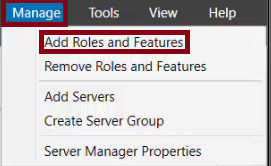 Manage Tools View Help
Add Roles and Features
Remove Roles and Features
Add Servers
Create Server Group
Server Manager Properties